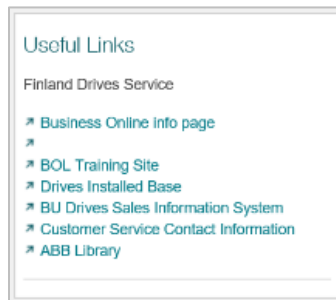 Useful Links
Finland Drives Service
Business Online info page
BOL Training Site
Drives Installed Base
BU Drives Sales Information System
Customer Service Contact Information
ABB Library